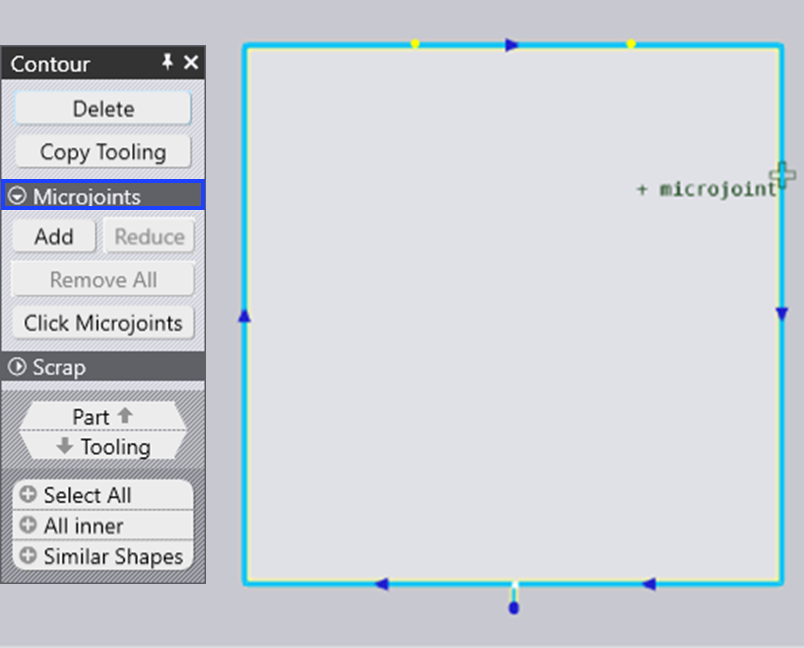 Contour
Delete
Copy Tooling
Microjoints
Add Reduce
Remove All
Click Microjoints
Scrap
Part
Tooling
Select All
All inner
Similar Shapes
+ microjoint